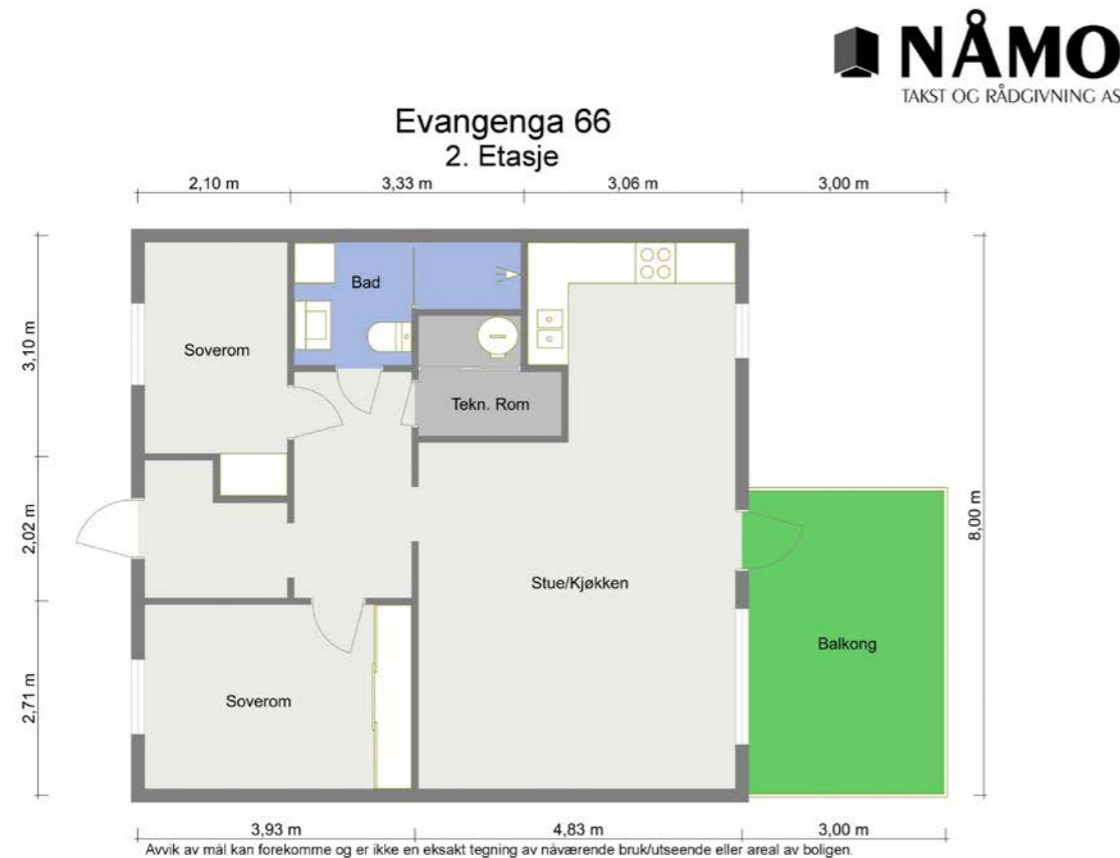 NÅMO
TAKST OG RÅDGIVNING AS
Evangenga 66
2. Etasje
2,10 m 3,33 m 3,06 m 3,00 m
Bad
Soverom
3,10 m
Tekn. Rom
2,02 m
8,00 m
Stue/Kjøkken
Balkong
Soverom
2,71 m
3,93 m 4,83 m 3,00 m
Avvik av mål kan forekomme og er ikke en eksakt tegning av nåværende bruk/utseende eller areal av boligen.